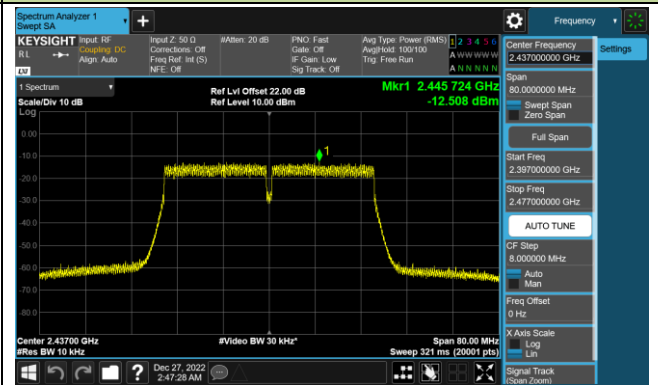 Spectrum Analyzer 1
Swept SA
Frequency
KEYSIGHT
RL
Input: RF
Coupling: DC
Align: Auto
Input Z: 50 Ω
Corrections: Off
Freq Ref: Int (S)
NFE: Off
#Atten: 20 dB
PNO: Fast
Gate: Off
IF Gain: Low
Sig Track: Off
Avg Type: Power (RMS)
Avg|Hold: 100/100
Trig: Free Run
1 2 3 4 5 6
A W W W W W
A N N N N N
1 Spectrum
Scale/Div 10 dB
Log
Ref Lvl Offset 22.00 dB
Ref Level 10.00 dBm
Mkr1 2.445 724 GHz
-12.508 dBm
1
0.00
-10.0
-20.0
-30.0
-40.0
-50.0
-60.0
-70.0
-80.0
Center 2.43700 GHz
#Res BW 10 kHz
#Video BW 30 kHz*
Span 80.00 MHz
Sweep 321 ms (20001 pts)
Dec 27, 2022
2:47:28 AM
Center Frequency
2.437000000 GHz
Span
80.0000000 MHz
Swept Span
Zero Span
Full Span
Start Freq
2.397000000 GHz
Stop Freq
2.477000000 GHz
AUTO TUNE
CF Step
8.000000 MHz
Auto
Man
Freq Offset
0 Hz
X Axis Scale
Log
Lin
Signal Track
(Span Zoom)
Settings